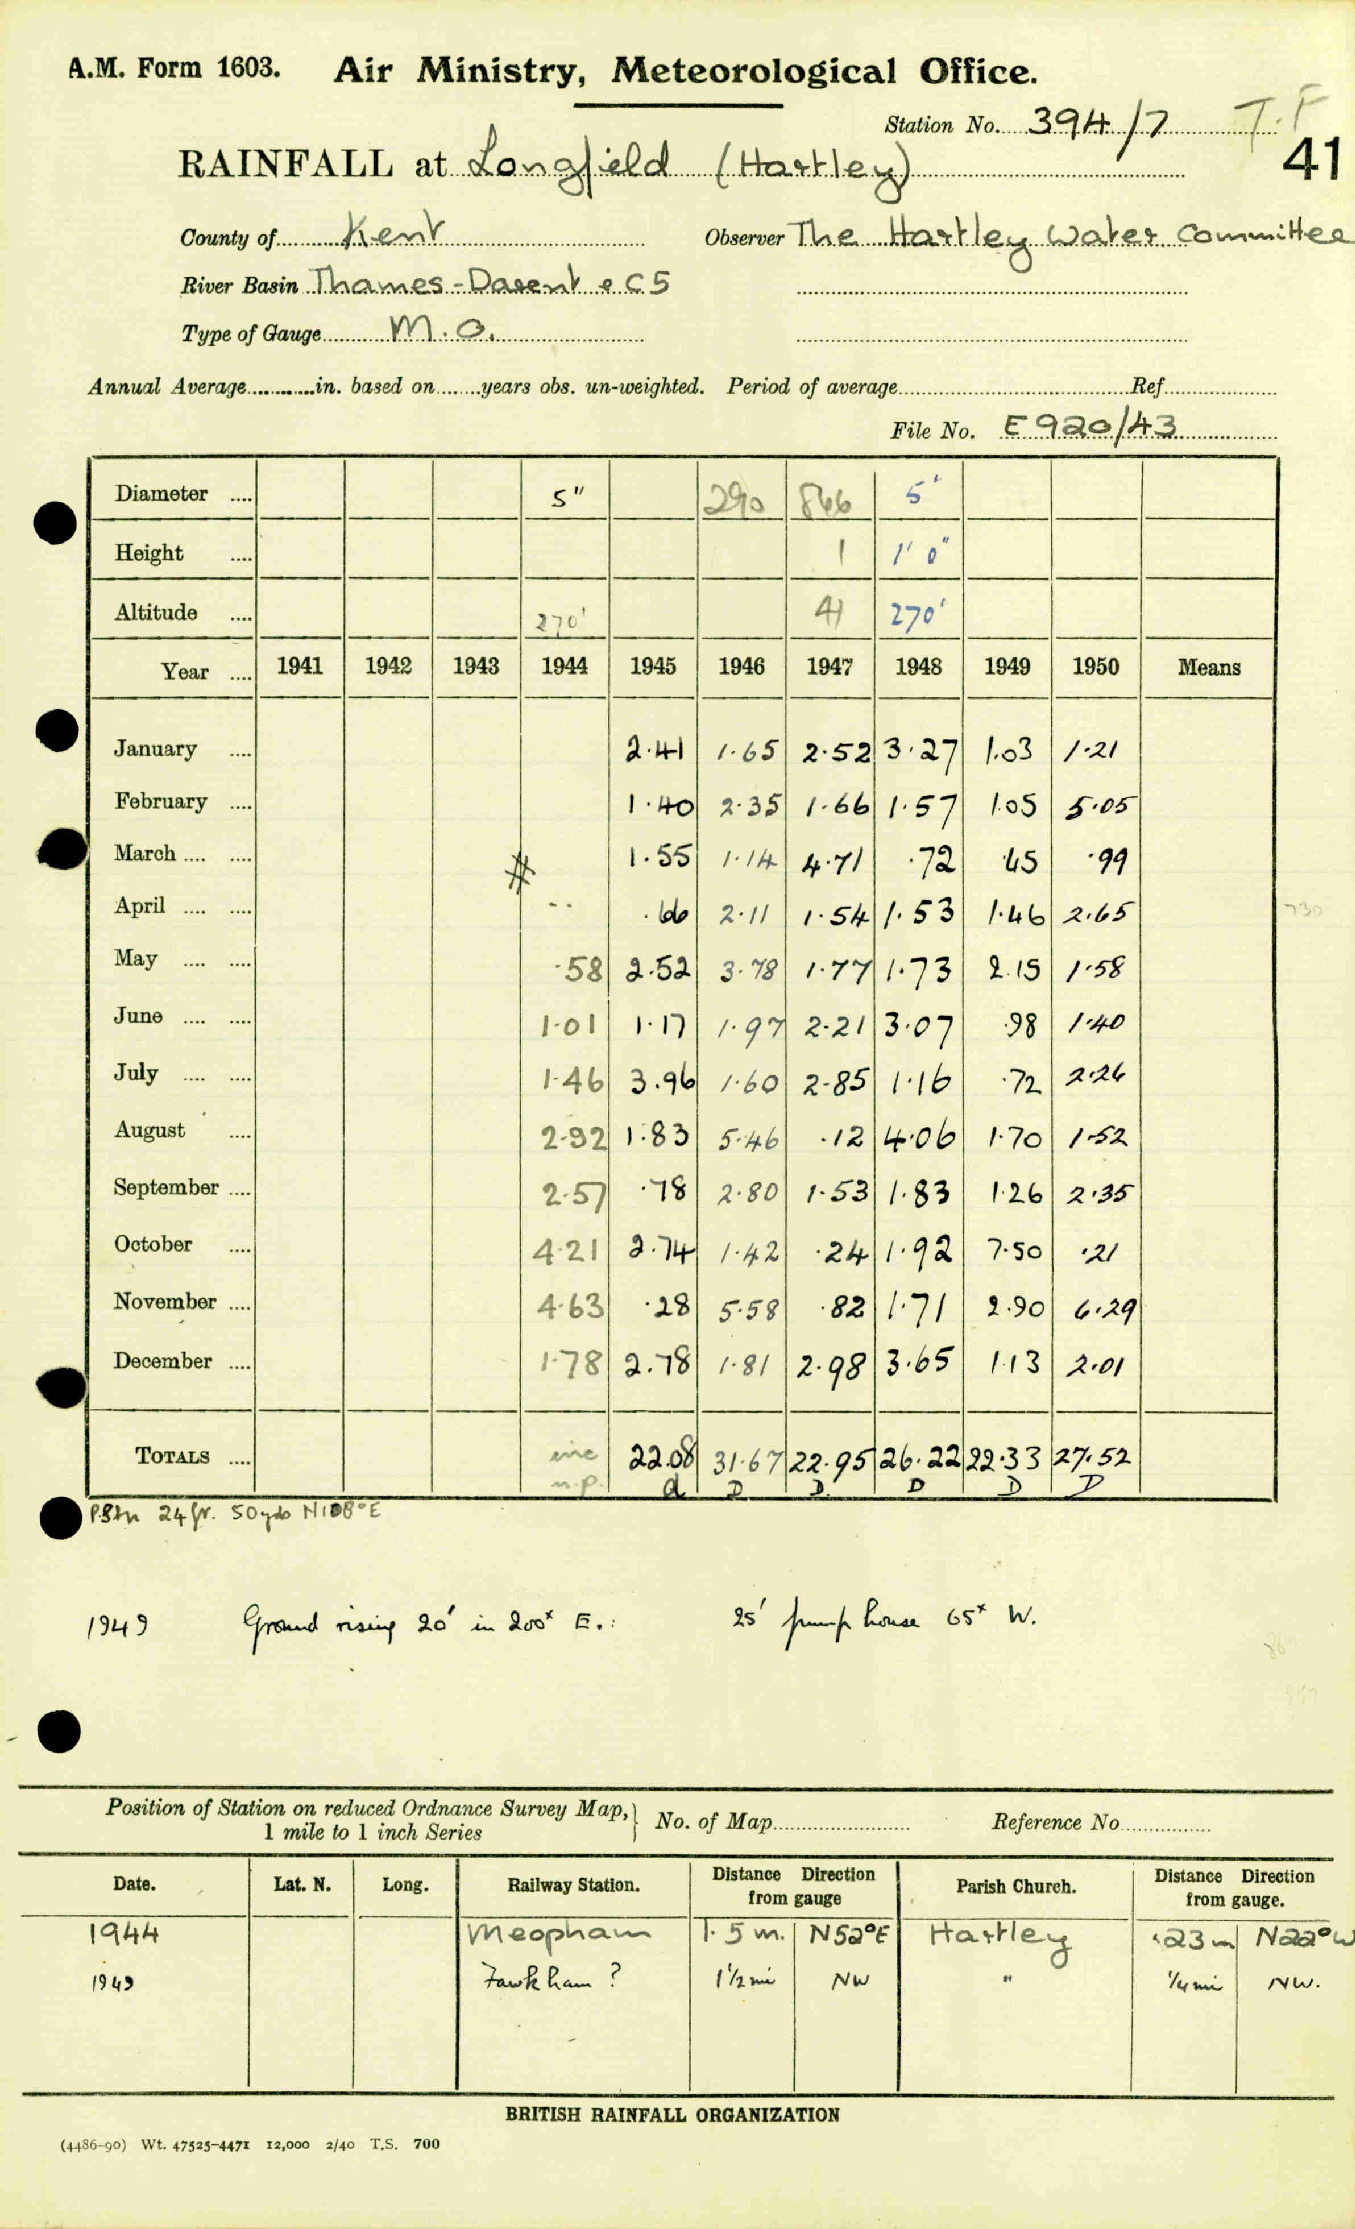 A.M. Form 1603. Air Ministry, Meteorological Office.
Station No. 394/7 T.F
41
RAINFALL at Longfield (Hartley)
County of Kent Observer The Hartley Water Committee
River Basin Thames-Darent e C5
Type of Gauge M.O.
Annual Average in. based on years obs. un-weighted. Period of average Ref
File No. E920/43
Diameter 5" 290 866 5'
Height 1 1' 0"
Altitude 270' 41 270'
Year 1941 1942 1943 1944 1945 1946 1947 1948 1949 1950 Means
January 2.41 1.65 2.52 3.27 1.03 1.21
February 1.40 2.35 1.66 1.57 1.05 5.05
March 1.55 1.14 4.71 .72 .45 .99
April -- .66 2.11 1.54 1.53 1.46 2.65
May .58 2.52 3.78 1.77 1.73 2.15 1.58
June 1.01 1.17 1.97 2.21 3.07 .98 1.40
July 1.46 3.96 1.60 2.85 1.16 .72 2.26
August 2.92 1.83 5.46 .12 4.06 1.70 1.52
September 2.57 .78 2.80 1.53 1.83 1.26 2.35
October 4.21 2.74 1.42 .24 1.92 7.50 .21
November 4.63 .28 5.58 .82 1.71 2.90 6.29
December 1.78 2.78 1.81 2.98 3.65 1.13 2.01
TOTALS inc 22.08 31.67 22.95 26.22 22.33 27.52
n.p. d D D D D D
24 fr. 50 yds N108°E
1949 Ground rising 20' in 200x E.: 25' pump house 65x W.
Position of Station on reduced Ordnance Survey Map, No. of Map Reference No
1 mile to 1 inch Series
Date. Lat. N. Long. Railway Station. Distance Direction from gauge Parish Church. Distance Direction from gauge.
1944 Meopham 1.5 m. N52°E Hartley .23 m N22°W
1949 Fawkham ? 1 1/2 mi NW " 1/4 mi NW.
BRITISH RAINFALL ORGANIZATION
(4486-90) Wt. 47525-4471 12,000 2/40 T.S. 700